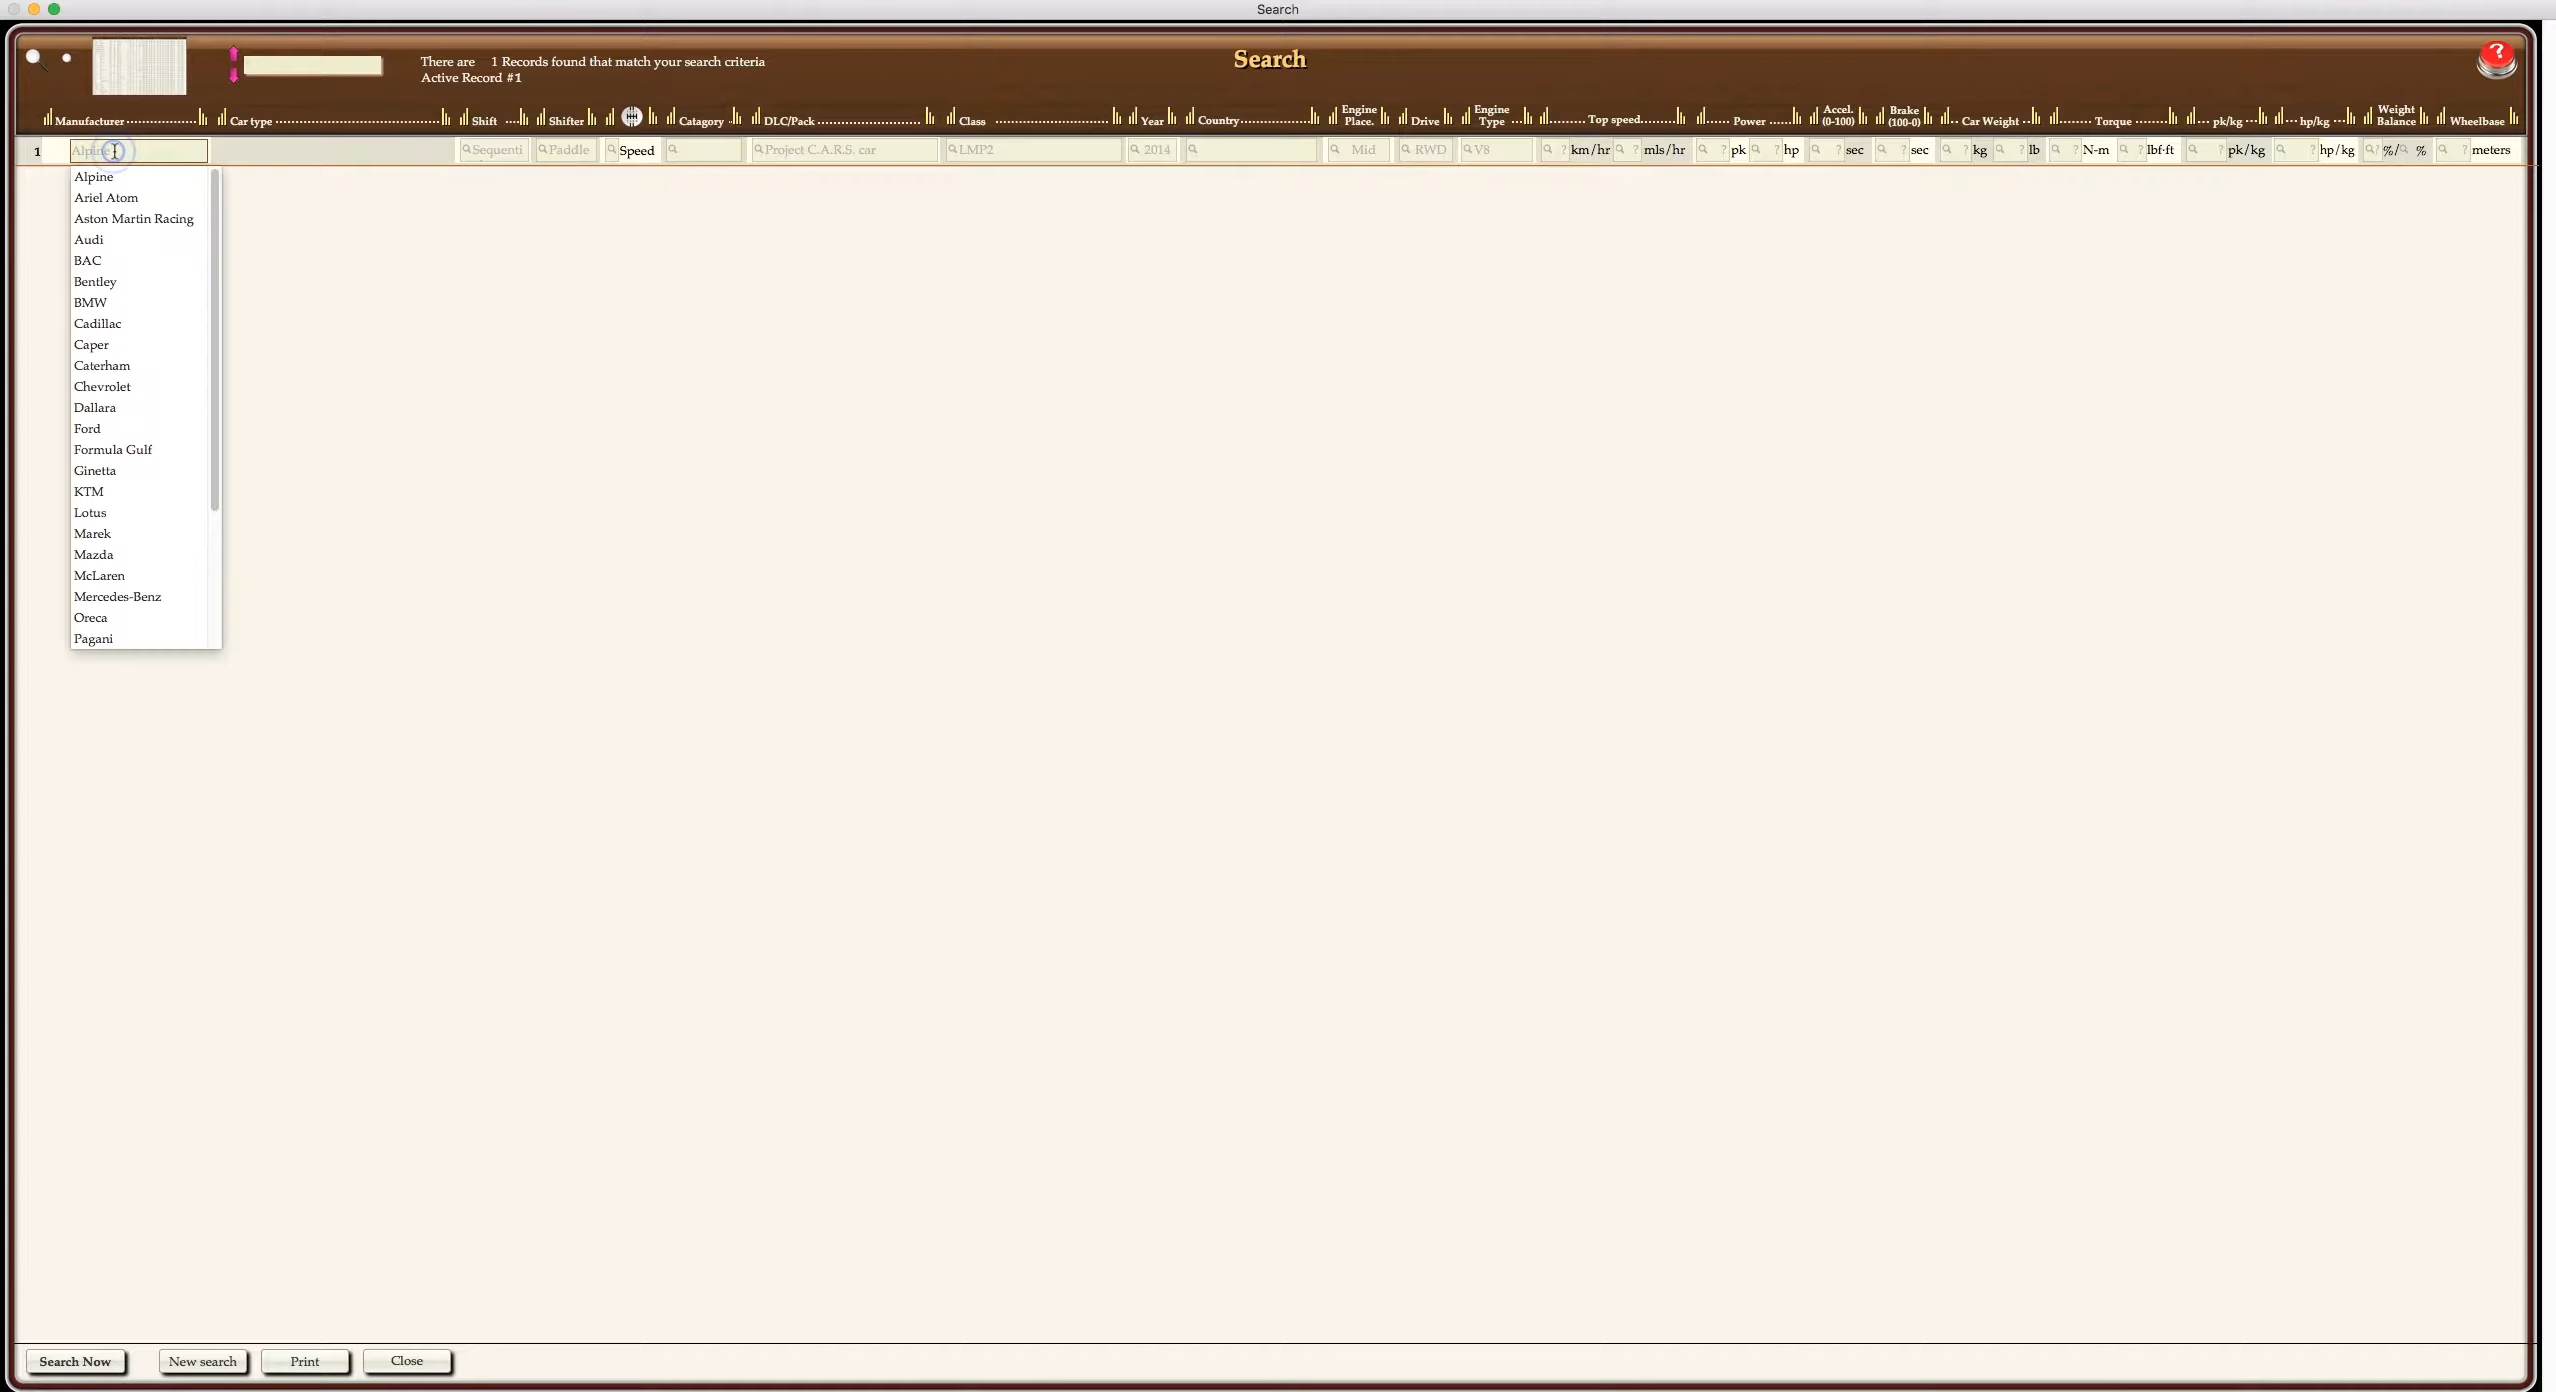 Search
Search
There are 1 Records found that match your search criteria
Active Record #1
Manufacturer Car type Shift Shifter Catagory DLC/Pack Class Year Country Engine Place. Drive Engine Type Top speed Power Accel. (0-100) Brake (100-0) Car Weight Torque pk/kg hp/kg Weight Balance Wheelbase
1 Alpine Sequenti Paddle Speed Project C.A.R.S. car LMP2 2014 Mid RWD V8 ? km/hr ? mls/hr ? pk ? hp ? sec ? sec ? kg ? lb ? N-m ? lbf·ft ? pk/kg ? hp/kg ? %/ % ? meters
Alpine
Ariel Atom
Aston Martin Racing
Audi
BAC
Bentley
BMW
Cadillac
Caper
Caterham
Chevrolet
Dallara
Ford
Formula Gulf
Ginetta
KTM
Lotus
Marek
Mazda
McLaren
Mercedes-Benz
Oreca
Pagani
Search Now New search Print Close